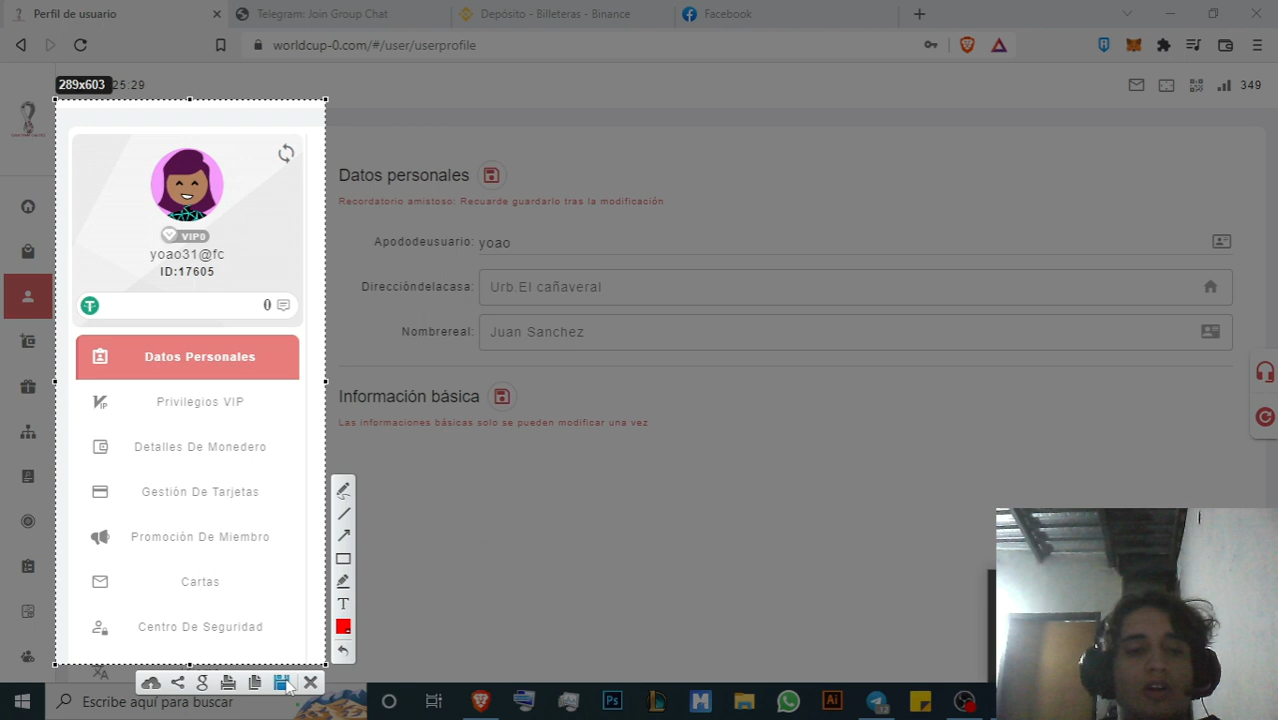 Perfil de usuario
Telegram: Join Group Chat
Depósito - Billeteras - Binance
Facebook
worldcup-0.com/#/user/userprofile
289x603
25:29
349
VIP0
yoao31@fc
ID:17605
0
Datos Personales
Privilegios VIP
Detalles De Monedero
Gestión De Tarjetas
Promoción De Miembro
Cartas
Centro De Seguridad
Datos personales
Recordatorio amistoso: Recuerde guardarlo tras la modificación
Apododeusuario: yoao
Direccióndelacasa: Urb.El cañaveral
Nombrereal: Juan Sanchez
Información básica
Las informaciones básicas solo se pueden modificar una vez
Escribe aquí para buscar
Ps
Ai
12